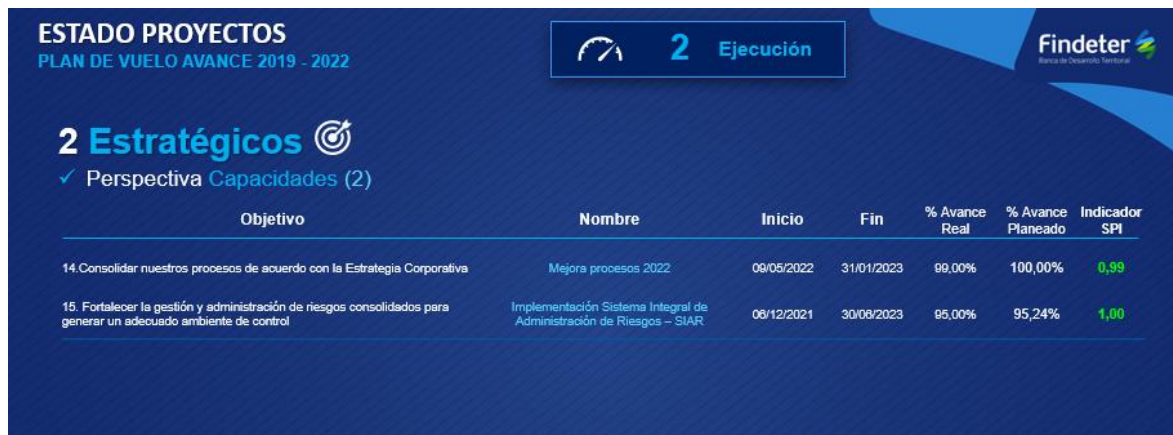 ESTADO PROYECTOS
PLAN DE VUELO AVANCE 2019 - 2022
2 Ejecución
Findeter
Banca de Desarrollo Territorial
2 Estratégicos
✓ Perspectiva Capacidades (2)
Objetivo Nombre Inicio Fin % Avance Real % Avance Planeado Indicador SPI
14.Consolidar nuestros procesos de acuerdo con la Estrategia Corporativa Mejora procesos 2022 09/05/2022 31/01/2023 99,00% 100,00% 0,99
15. Fortalecer la gestión y administración de riesgos consolidados para
generar un adecuado ambiente de control
Implementación Sistema Integral de
Administración de Riesgos – SIAR
06/12/2021 30/06/2023 95,00% 95,24% 1,00